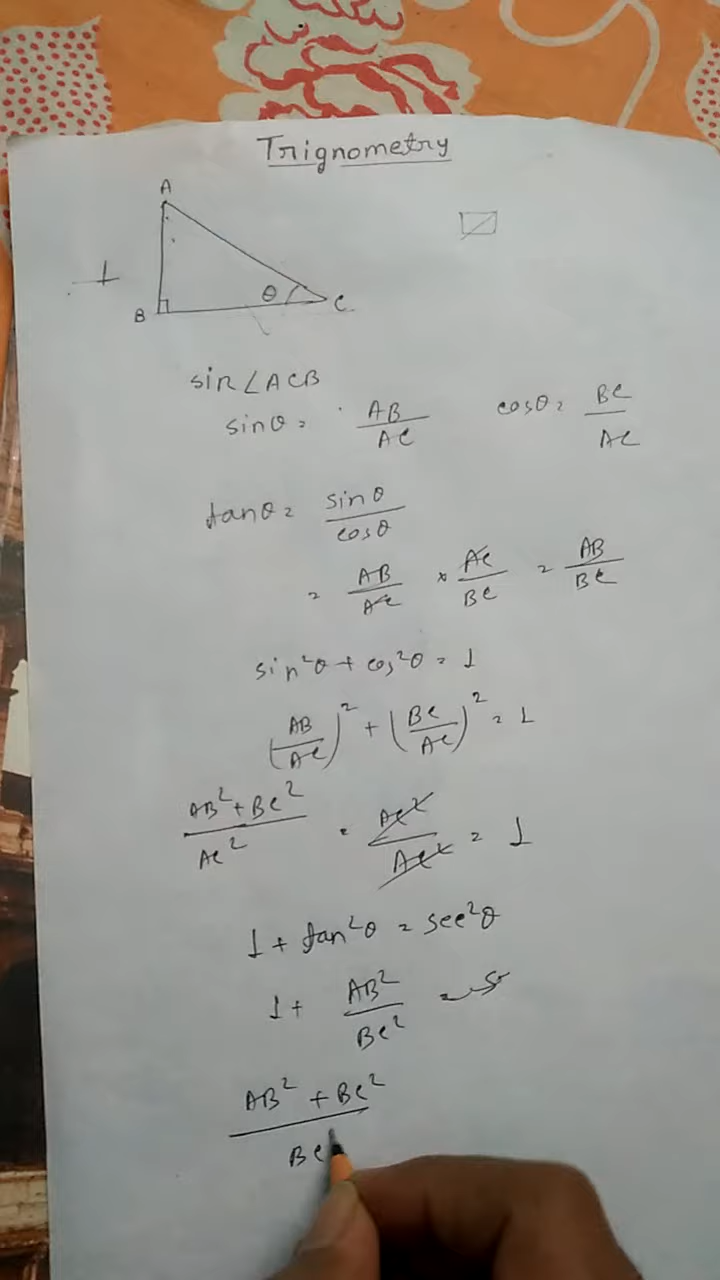 Trignometry
A
⊥
θ
B
C
sin∠ACB
sinθ = AB/AC cosθ = BC/AC
tanθ = sinθ/cosθ
= AB/AC × AC/BC = AB/BC
sin²θ + cos²θ = 1
(AB/AC)² + (BC/AC)² = 1
AB² + BC²/AC² = AC²/AC² = 1
1 + tan²θ = sec²θ
1 + AB²/BC² =
AB² + BC²/BC